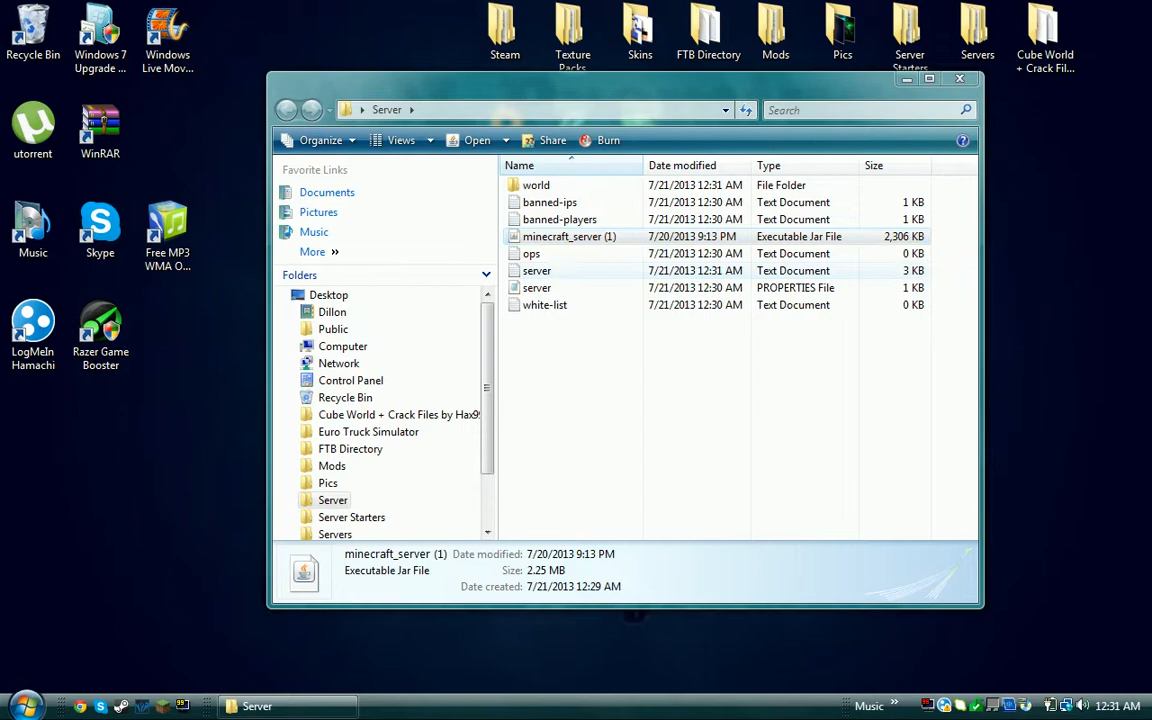 Recycle Bin
Windows 7
Upgrade ...
Windows
Live Mov...
Steam
Texture
Packs
Skins
FTB Directory
Mods
Pics
Server
Starters
Servers
Cube World
+ Crack Fil...
utorrent
WinRAR
Music
Skype
Free MP3
WMA O...
LogMeIn
Hamachi
Razer Game
Booster
Server
Search
Organize
Views
Open
Share
Burn
Favorite Links
Documents
Pictures
Music
More »
Folders
Desktop
Dillon
Public
Computer
Network
Control Panel
Recycle Bin
Cube World + Crack Files by Hax9
Euro Truck Simulator
FTB Directory
Mods
Pics
Server
Server Starters
Servers
Name Date modified Type Size
world 7/21/2013 12:31 AM File Folder
banned-ips 7/21/2013 12:30 AM Text Document 1 KB
banned-players 7/21/2013 12:30 AM Text Document 1 KB
minecraft_server (1) 7/20/2013 9:13 PM Executable Jar File 2,306 KB
ops 7/21/2013 12:30 AM Text Document 0 KB
server 7/21/2013 12:31 AM Text Document 3 KB
server 7/21/2013 12:30 AM PROPERTIES File 1 KB
white-list 7/21/2013 12:30 AM Text Document 0 KB
minecraft_server (1) Date modified: 7/20/2013 9:13 PM
Executable Jar File Size: 2.25 MB
Date created: 7/21/2013 12:29 AM
Server
Music »
12:31 AM